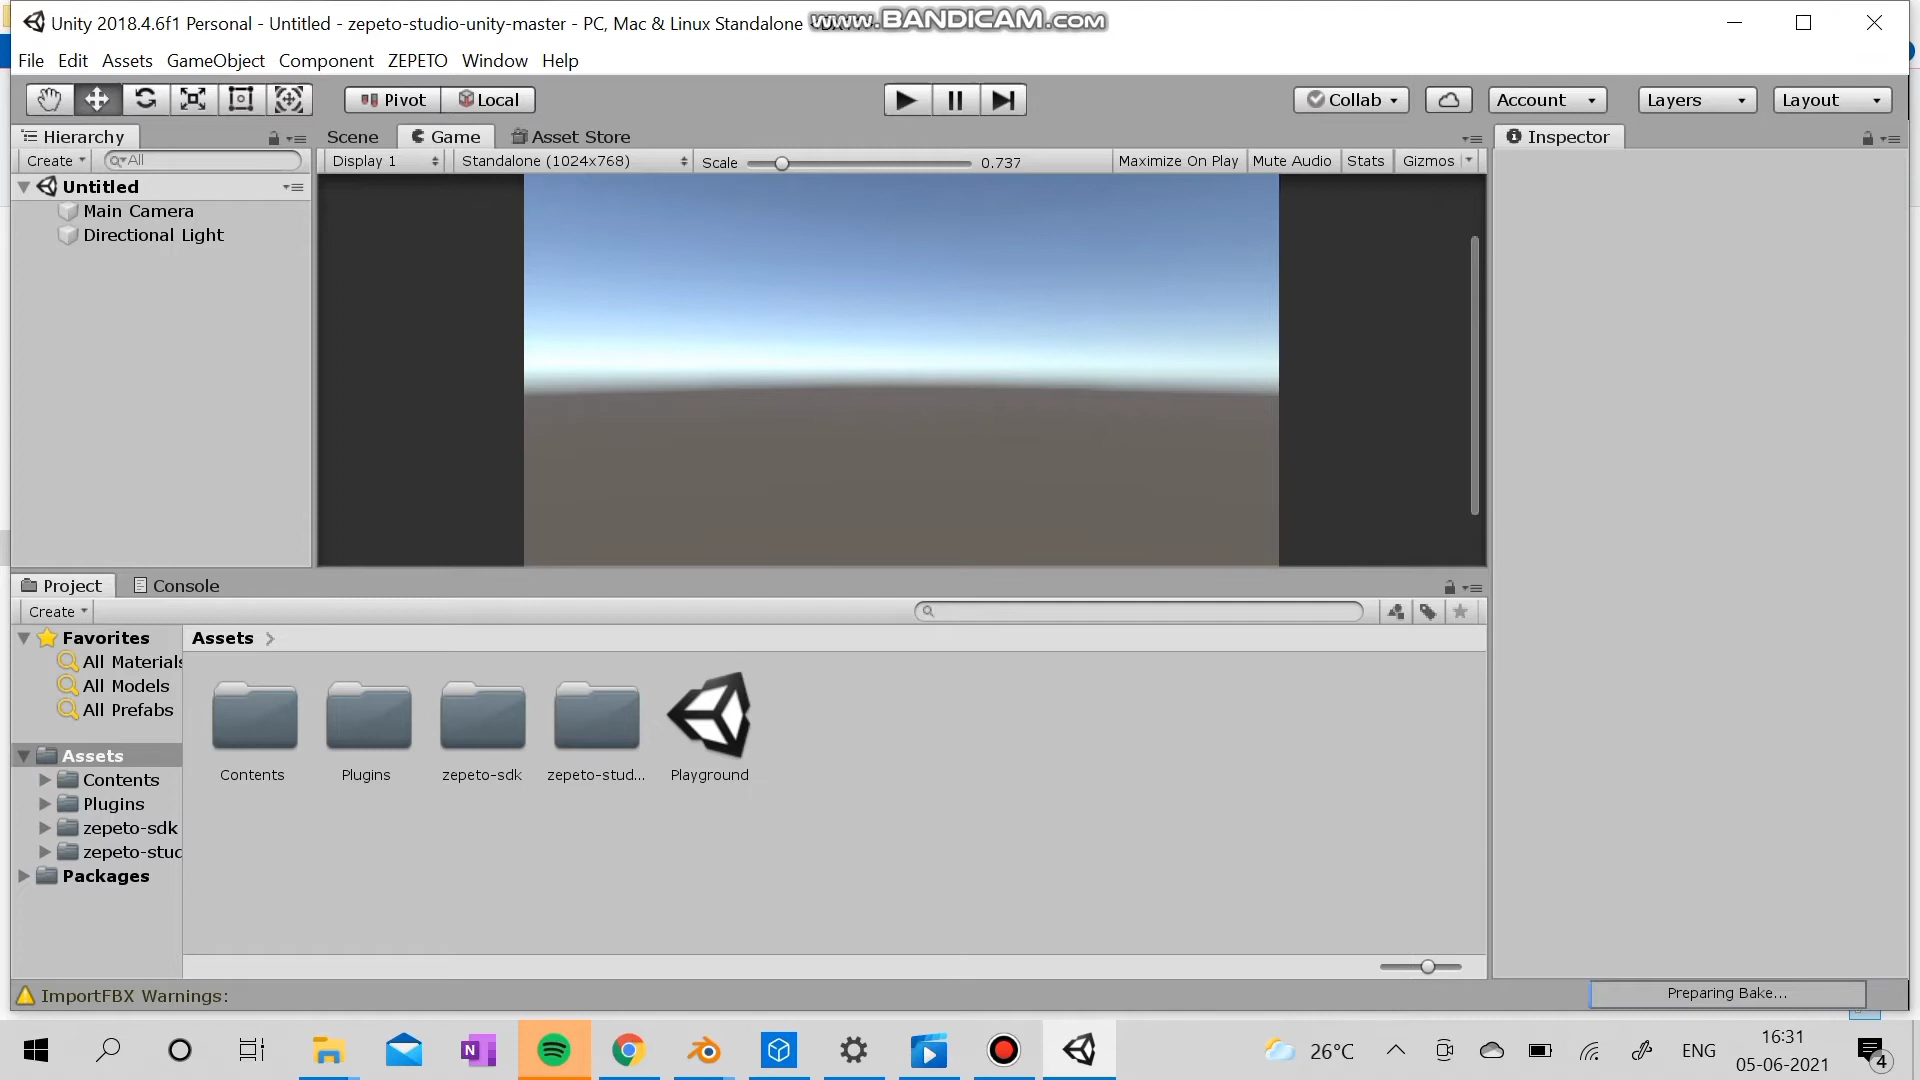 Unity 2018.4.6f1 Personal - Untitled - zepeto-studio-unity-master - PC, Mac & Linux Standalone
www.BANDICAM.com
File Edit Assets GameObject Component ZEPETO Window Help
Pivot Local Collab Account Layers Layout
Hierarchy Scene Game Asset Store Inspector
Create All Display 1 Standalone (1024x768) Scale 0.737 Maximize On Play Mute Audio Stats Gizmos
Untitled
Main Camera
Directional Light
Project Console
Create
Favorites Assets
All Materials
All Models
All Prefabs
Assets
Contents
Plugins
zepeto-sdk
zepeto-stud
Packages
Contents Plugins zepeto-sdk zepeto-stud... Playground
ImportFBX Warnings:
Preparing Bake...
26°C ENG 16:31
05-06-2021 4